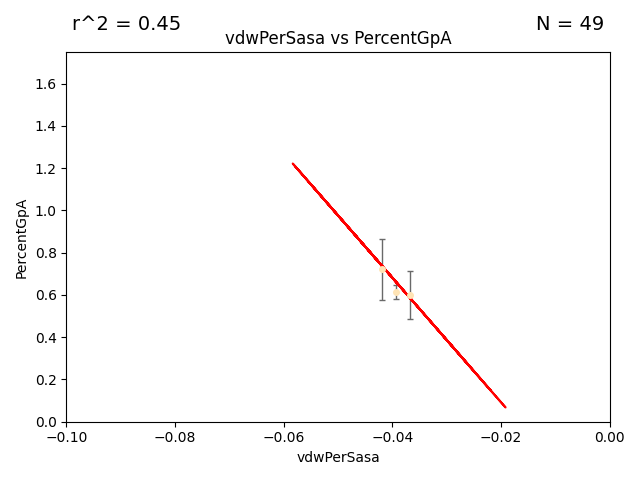 r^2 = 0.45
N = 49
vdwPerSasa vs PercentGpA
1.6
1.4
1.2
1.0
0.8
0.6
0.4
0.2
0.0
PercentGpA
−0.10 −0.08 −0.06 −0.04 −0.02 0.00
vdwPerSasa